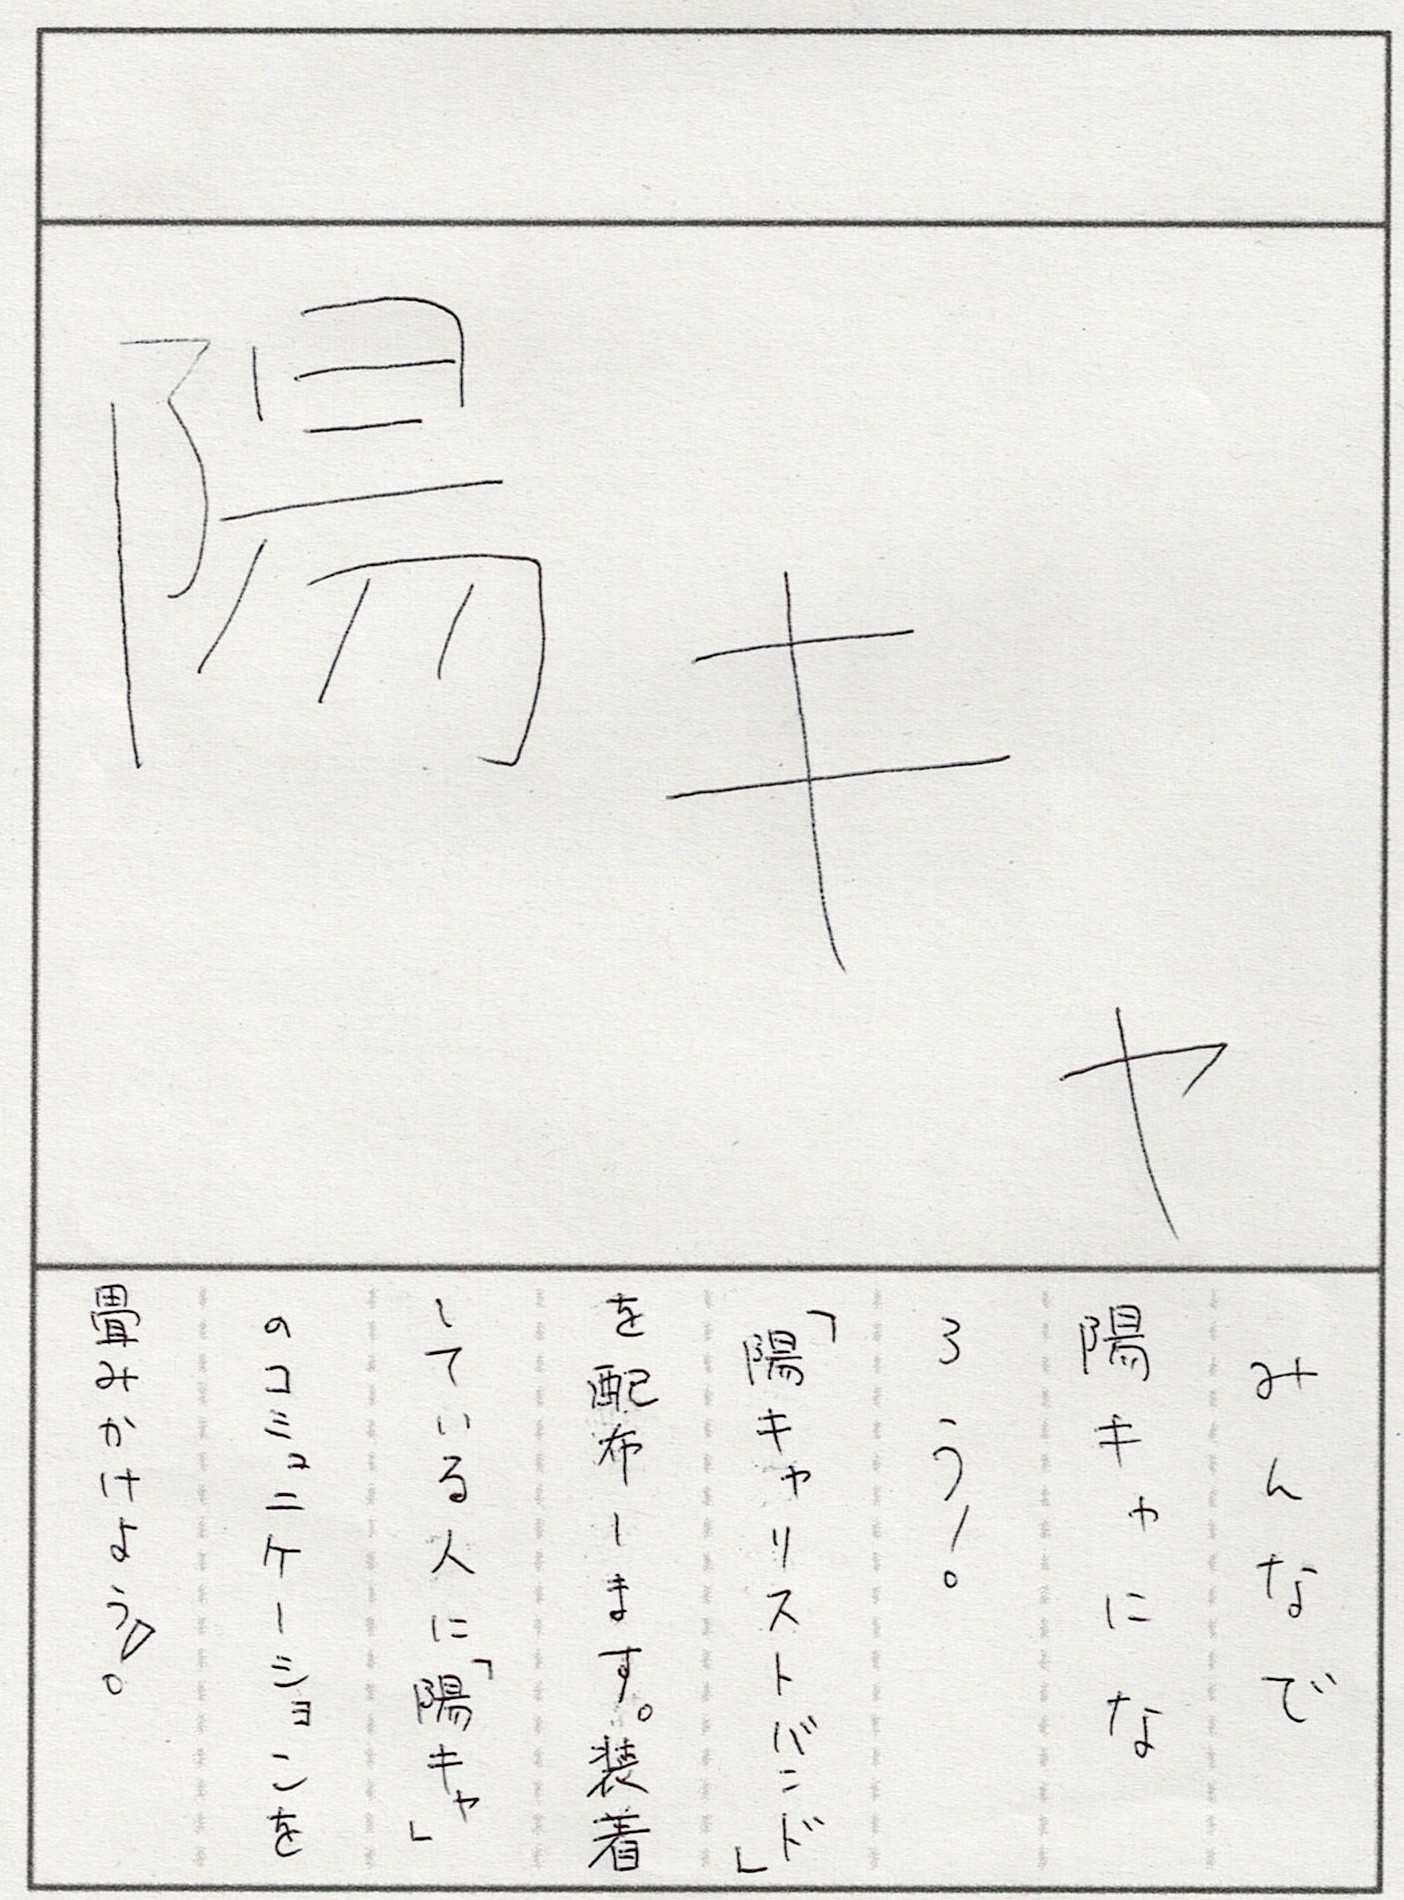 陽キャ
みんなで
陽キャにな
ろう!
「陽キャリストバンド」
を配布します。装着
している人に「陽キャ」
のコミュニケーションを
畳みかけよう!